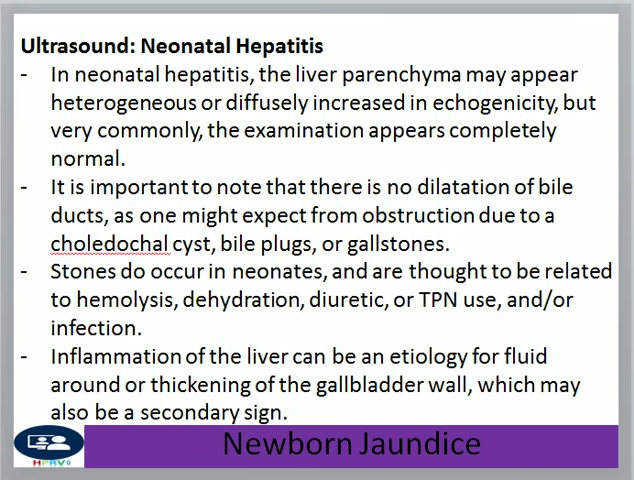 Ultrasound: Neonatal Hepatitis
- In neonatal hepatitis, the liver parenchyma may appear
heterogeneous or diffusely increased in echogenicity, but
very commonly, the examination appears completely
normal.
- It is important to note that there is no dilatation of bile
ducts, as one might expect from obstruction due to a
choledochal cyst, bile plugs, or gallstones.
- Stones do occur in neonates, and are thought to be related
to hemolysis, dehydration, diuretic, or TPN use, and/or
infection.
- Inflammation of the liver can be an etiology for fluid
around or thickening of the gallbladder wall, which may
also be a secondary sign.
Newborn Jaundice